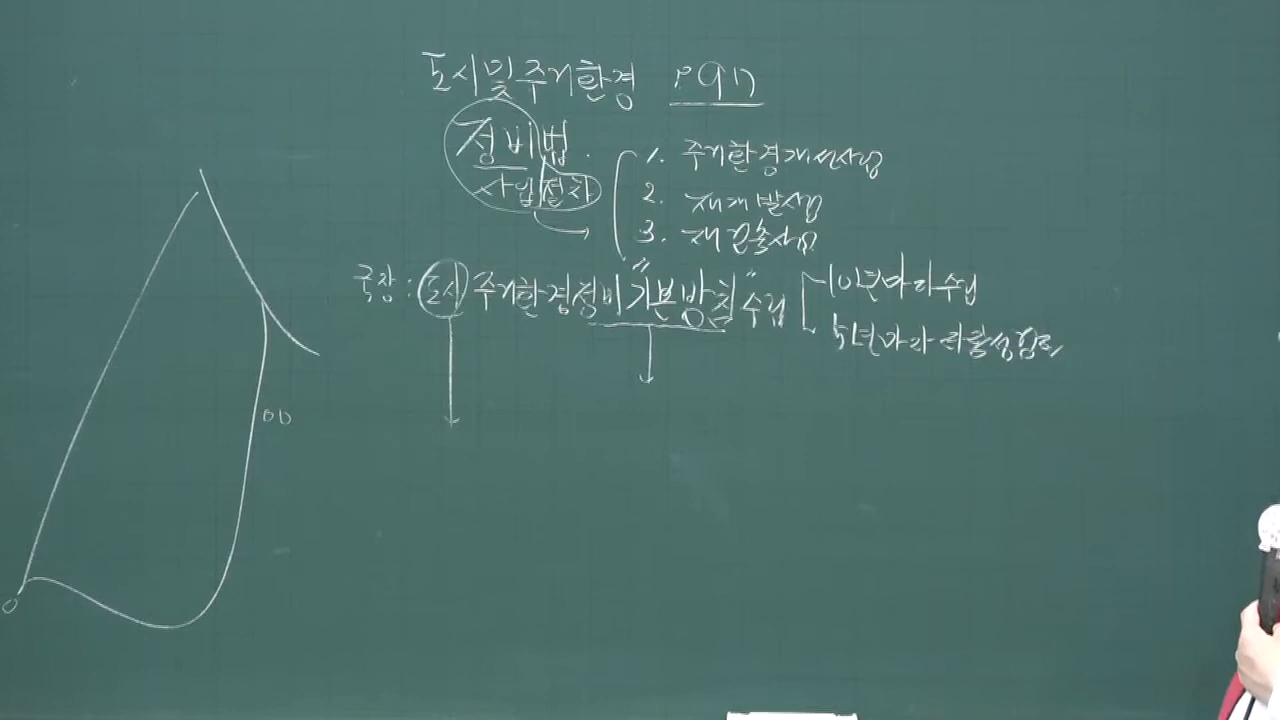 도시및주거환경 P.97
정비법.
사업절차
1. 주거환경개선사업
2. 재개발사업
3. 재건축사업
국장 : 도시 주거환경정비 "기본방침" 수립
10년마다 수립
5년마다 타당성검토